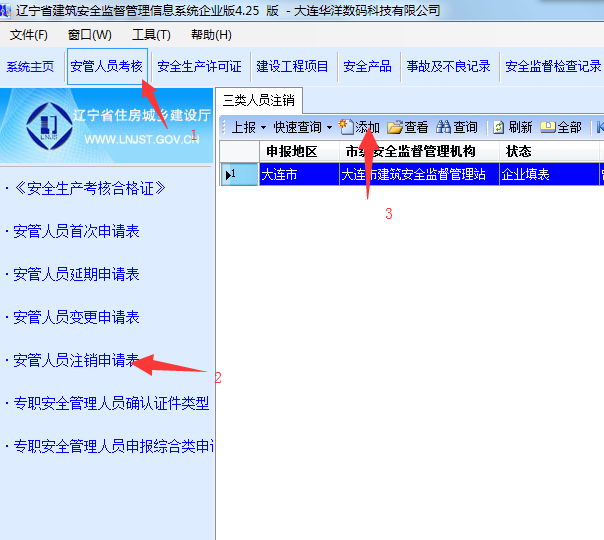 辽宁省建筑安全监督管理信息系统企业版4.25 版 - 大连华洋数码科技有限公司
文件(F) 窗口(W) 工具(T) 帮助(H)
系统主页 安管人员考核 安全生产许可证 建设工程项目 安全产品 事故及不良记录 安全监督检查记录
辽宁省住房城乡建设厅
LNJST
WWW.LNJST.GOV.CN
1
《安全生产考核合格证》
安管人员首次申请表
安管人员延期申请表
安管人员变更申请表
安管人员注销申请表
2
专职安全管理人员确认证件类型
专职安全管理人员申报综合类申
三类人员注销
上报 快速查询 添加 查看 查询 刷新 全部
申报地区 市级安全监督管理机构 状态
1 大连市 大连市建筑安全监督管理站 企业填表
3